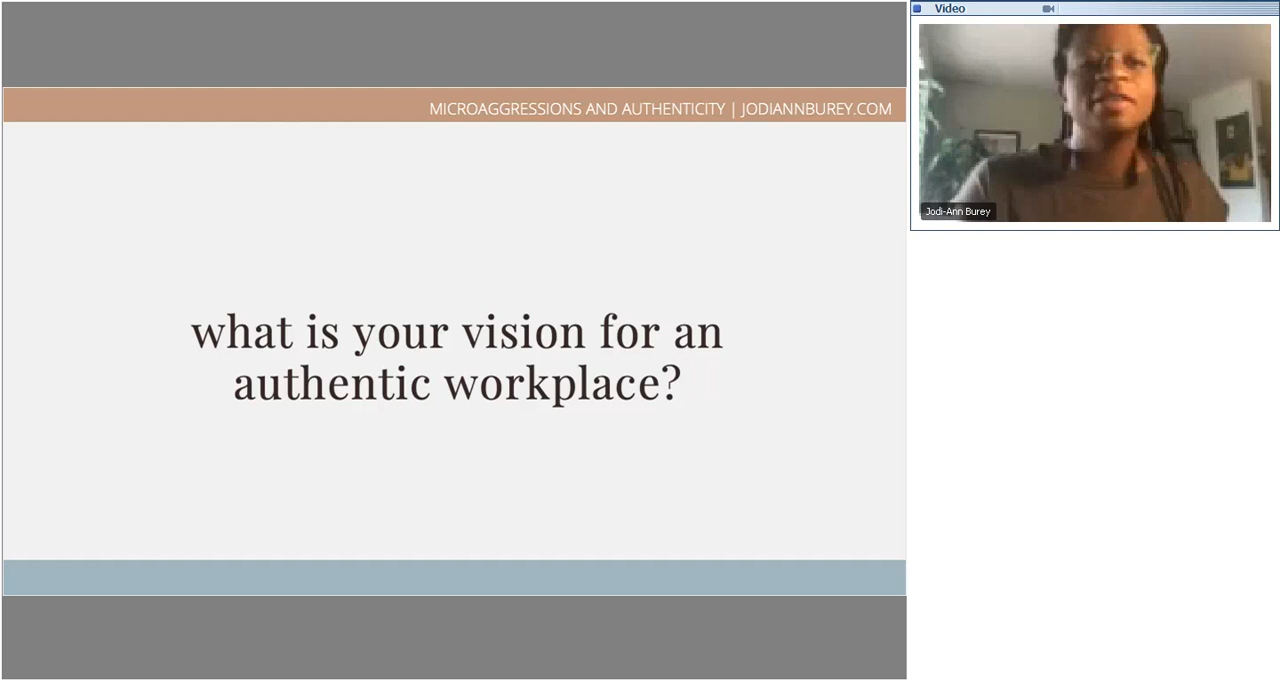 MICROAGGRESSIONS AND AUTHENTICITY | JODIANNBUREY.COM
what is your vision for an
authentic workplace?
Video
Jodi-Ann Burey